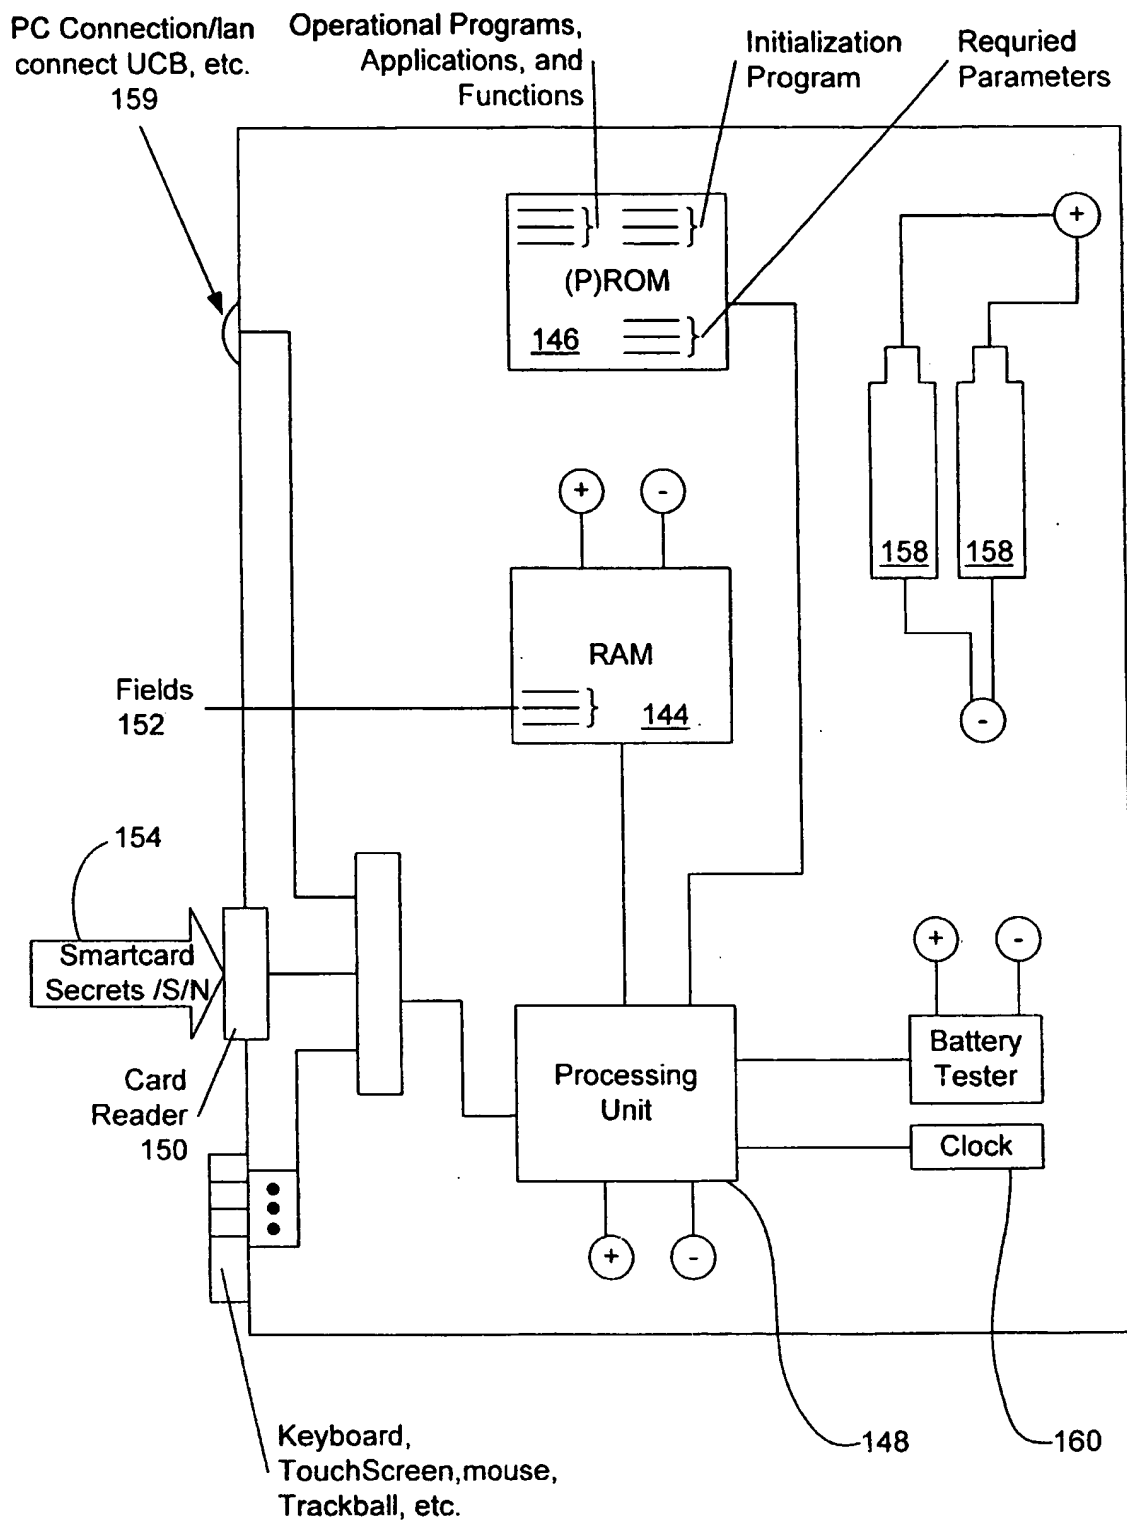 PC Connection/lan
connect UCB, etc.
159
Operational Programs,
Applications, and
Functions
Initialization
Program
Requried
Parameters
(P)ROM
146
+
+
-
158
158
RAM
144
Fields
152
-
154
Smartcard
Secrets /S/N
+
-
Card
Reader
150
Processing
Unit
Battery
Tester
Clock
+
-
Keyboard,
TouchScreen,mouse,
Trackball, etc.
148
160